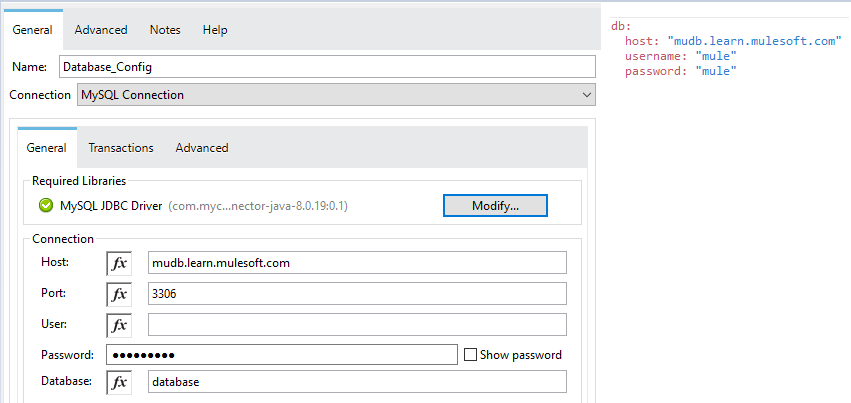 General Advanced Notes Help
Name: Database_Config
Connection MySQL Connection
General Transactions Advanced
Required Libraries
MySQL JDBC Driver (com.myc...nector-java-8.0.19:0.1) Modify...
Connection
Host: fx mudb.learn.mulesoft.com
Port: fx 3306
User: fx
Password: ●●●●●●●●● Show password
Database: fx database
db:
host: "mudb.learn.mulesoft.com"
username: "mule"
password: "mule"